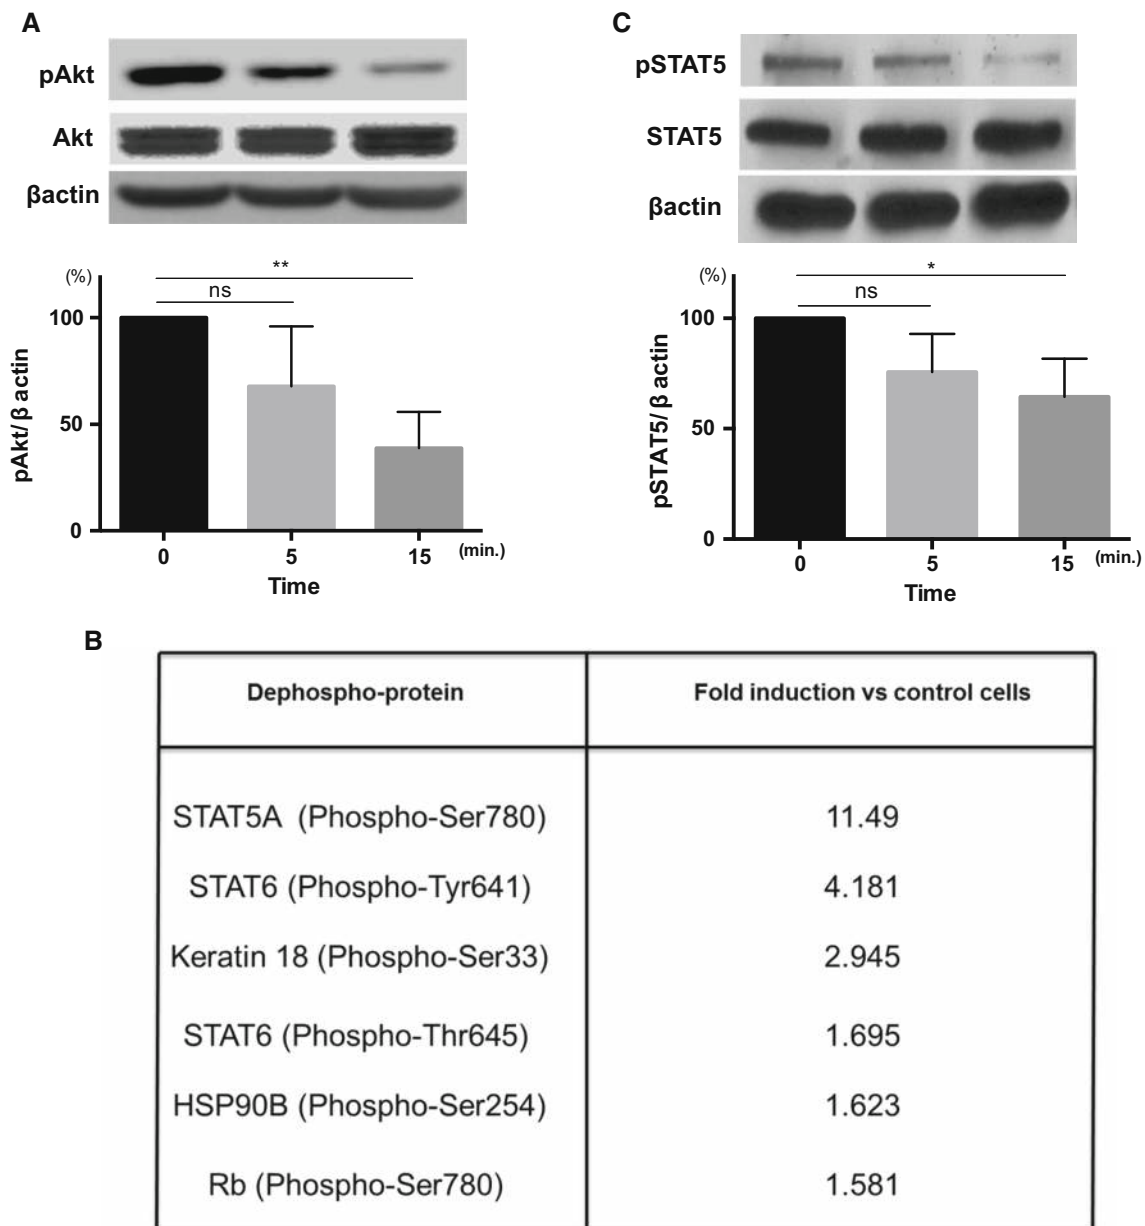 A
pAkt
Akt
βactin
(%)
**
ns
100
50
0
pAkt/ β actin
0 5 15 (min.)
Time
C
pSTAT5
STAT5
βactin
(%)
*
ns
100
50
0
pSTAT5/ β actin
0 5 15 (min.)
Time
B
Dephospho-protein Fold induction vs control cells
STAT5A (Phospho-Ser780) 11.49
STAT6 (Phospho-Tyr641) 4.181
Keratin 18 (Phospho-Ser33) 2.945
STAT6 (Phospho-Thr645) 1.695
HSP90B (Phospho-Ser254) 1.623
Rb (Phospho-Ser780) 1.581